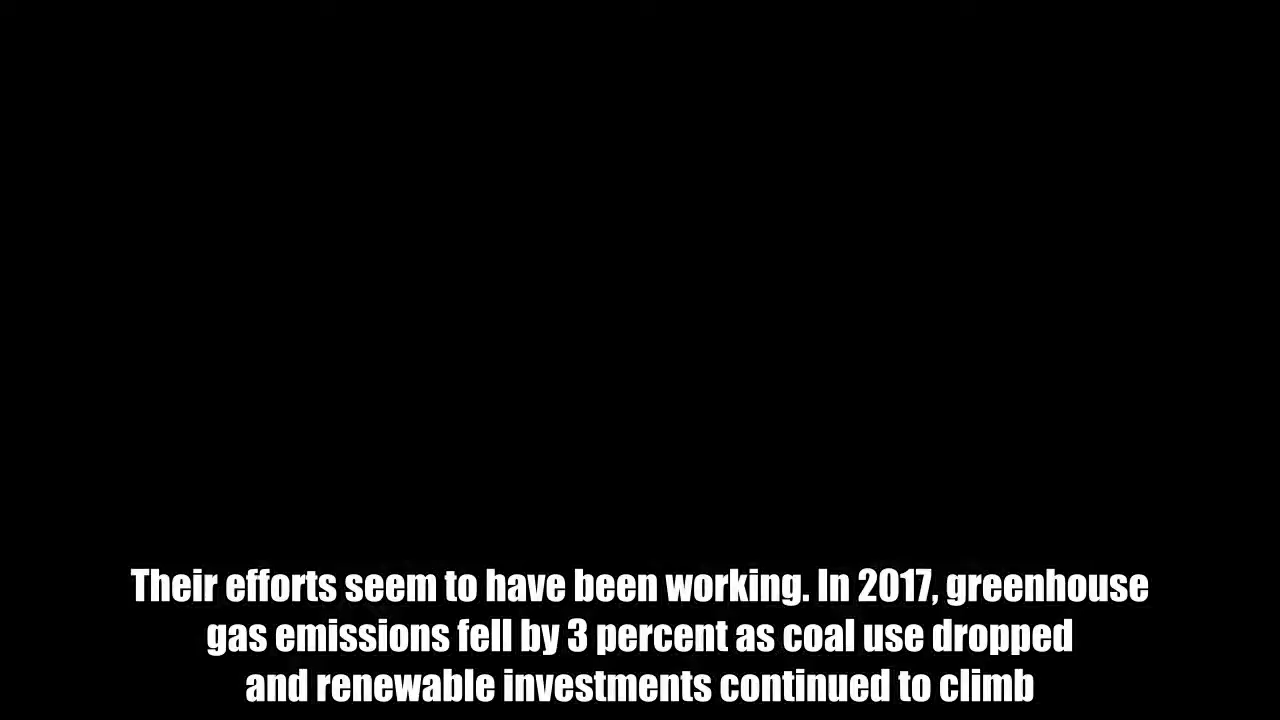 Their efforts seem to have been working. In 2017, greenhouse
gas emissions fell by 3 percent as coal use dropped
and renewable investments continued to climb